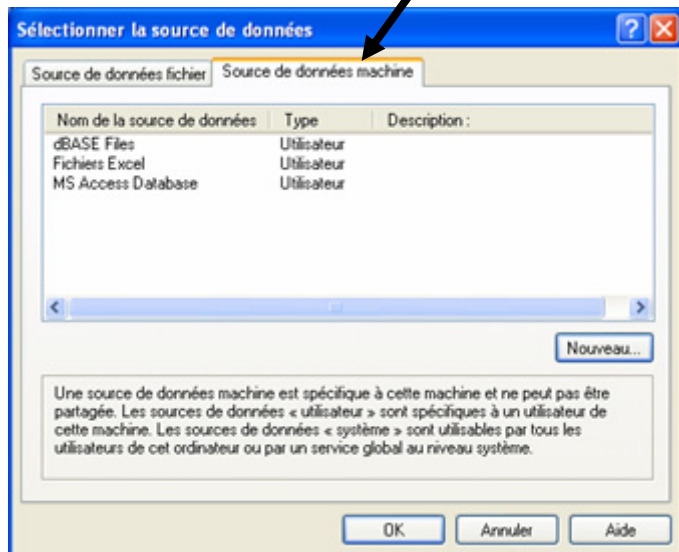 Sélectionner la source de données
Source de données fichier Source de données machine
Nom de la source de données Type Description :
dBASE Files Utilisateur
Fichiers Excel Utilisateur
MS Access Database Utilisateur
Nouveau...
Une source de données machine est spécifique à cette machine et ne peut pas être
partagée. Les sources de données « utilisateur » sont spécifiques à un utilisateur de
cette machine. Les sources de données « système » sont utilisables par tous les
utilisateurs de cet ordinateur ou par un service global au niveau système.
OK Annuler Aide